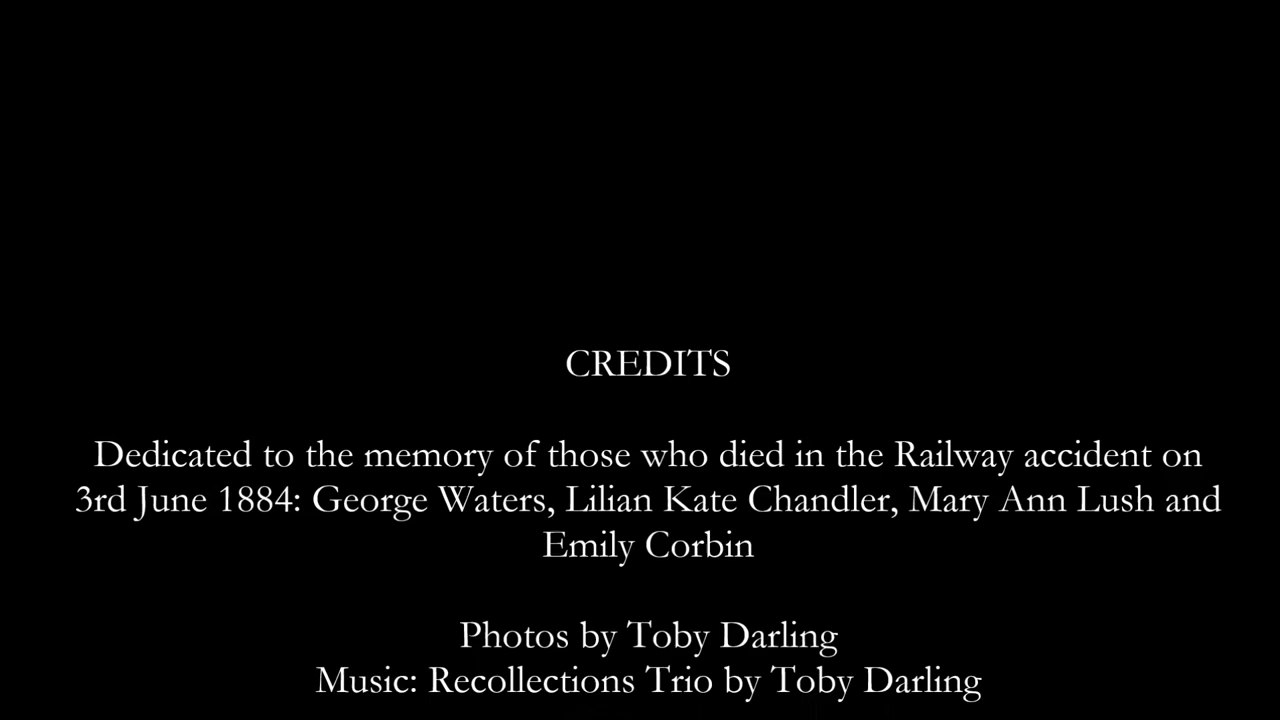 CREDITS
Dedicated to the memory of those who died in the Railway accident on
3rd June 1884: George Waters, Lilian Kate Chandler, Mary Ann Lush and
Emily Corbin
Photos by Toby Darling
Music: Recollections Trio by Toby Darling